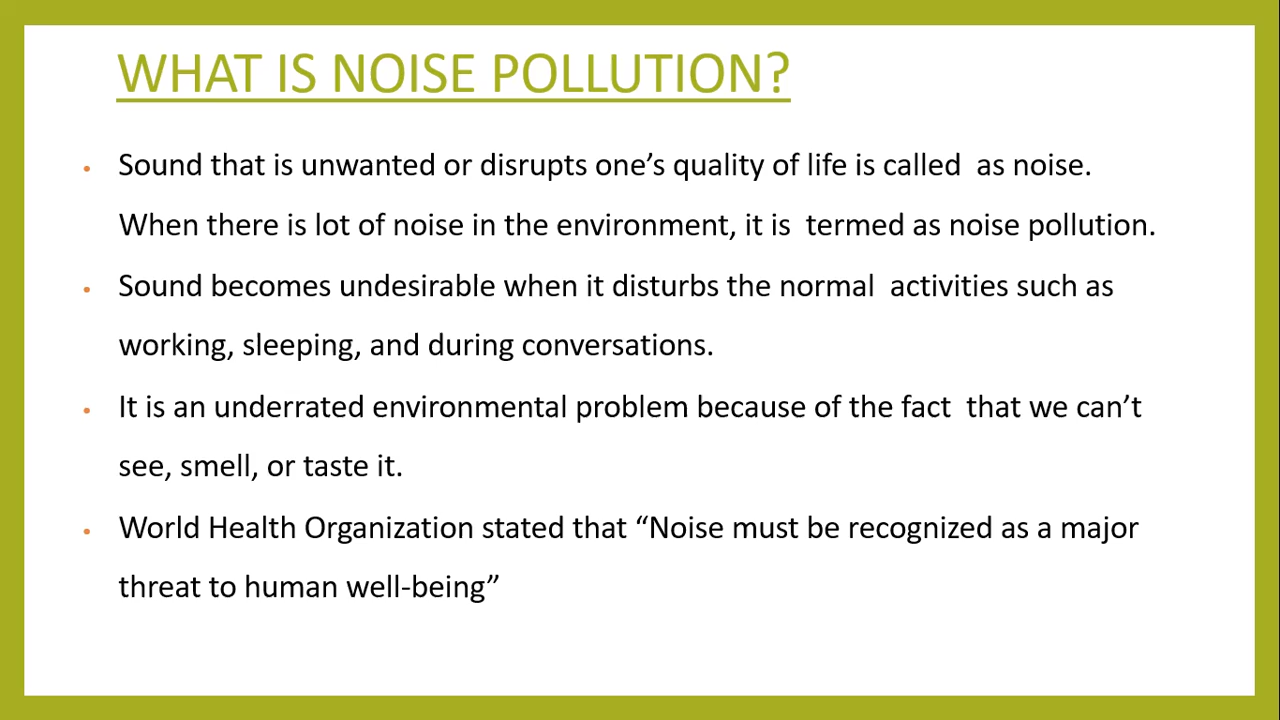 WHAT IS NOISE POLLUTION?
• Sound that is unwanted or disrupts one’s quality of life is called  as noise.
When there is lot of noise in the environment, it is  termed as noise pollution.
• Sound becomes undesirable when it disturbs the normal  activities such as
working, sleeping, and during conversations.
• It is an underrated environmental problem because of the fact  that we can’t
see, smell, or taste it.
• World Health Organization stated that “Noise must be recognized as a major
threat to human well-being”